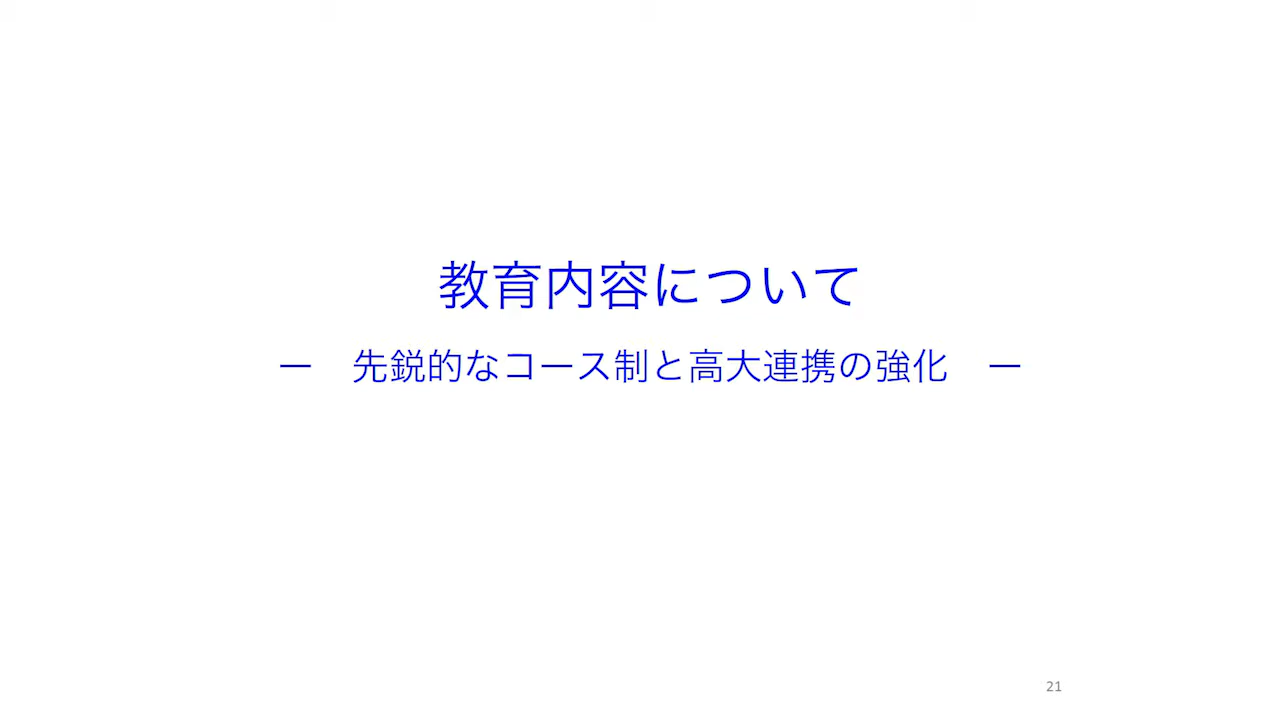 教育内容について
ー　先鋭的なコース制と高大連携の強化　ー
21